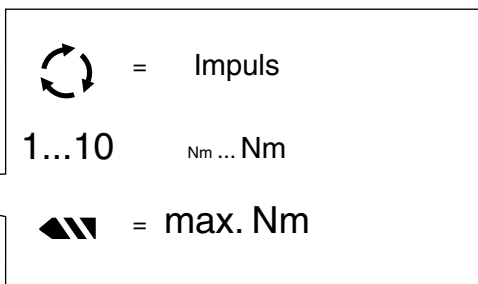 = Impuls
1...10 Nm ... Nm
= max. Nm